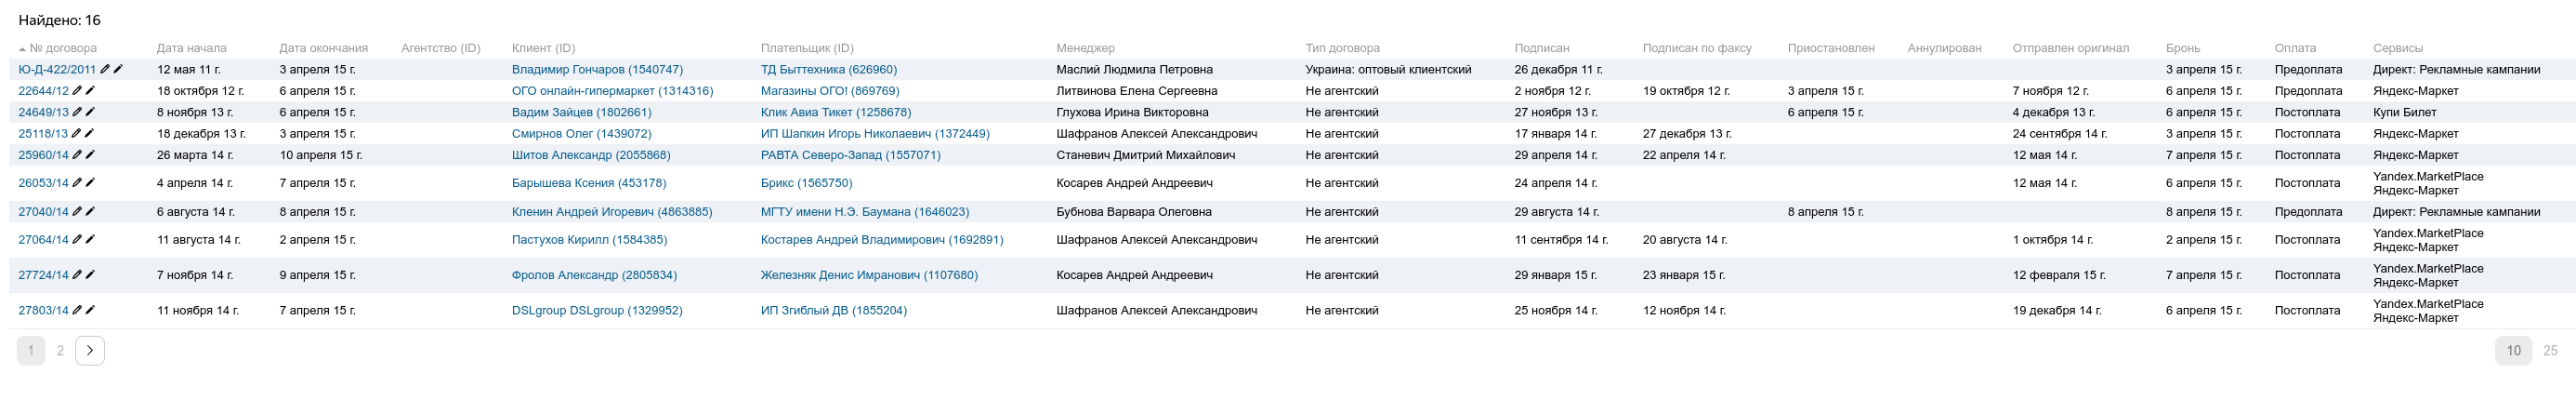 Найдено: 16
№ договора Дата начала Дата окончания Агентство (ID) Клиент (ID) Плательщик (ID) Менеджер Тип договора Подписан Подписан по факсу Приостановлен Аннулирован Отправлен оригинал Бронь Оплата Сервисы
Ю-Д-422/2011 12 мая 11 г. 3 апреля 15 г. Владимир Гончаров (1540747) ТД Быттехника (626960) Маслий Людмила Петровна Украина: оптовый клиентский 26 декабря 11 г. 3 апреля 15 г. Предоплата Директ: Рекламные кампании
22644/12 18 октября 12 г. 6 апреля 15 г. ОГО онлайн-гипермаркет (1314316) Магазины ОГО! (869769) Литвинова Елена Сергеевна Не агентский 2 ноября 12 г. 19 октября 12 г. 3 апреля 15 г. 7 ноября 12 г. 6 апреля 15 г. Предоплата Яндекс-Маркет
24649/13 8 ноября 13 г. 6 апреля 15 г. Вадим Зайцев (1802661) Клик Авиа Тикет (1258678) Глухова Ирина Викторовна Не агентский 27 ноября 13 г. 6 апреля 15 г. 4 декабря 13 г. 6 апреля 15 г. Постоплата Купи Билет
25118/13 18 декабря 13 г. 3 апреля 15 г. Смирнов Олег (1439072) ИП Шапкин Игорь Николаевич (1372449) Шафранов Алексей Александрович Не агентский 17 января 14 г. 27 декабря 13 г. 24 сентября 14 г. 3 апреля 15 г. Постоплата Яндекс-Маркет
25960/14 26 марта 14 г. 10 апреля 15 г. Шитов Александр (2055868) РАВТА Северо-Запад (1557071) Станевич Дмитрий Михайлович Не агентский 29 апреля 14 г. 22 апреля 14 г. 12 мая 14 г. 7 апреля 15 г. Постоплата Яндекс-Маркет
26053/14 4 апреля 14 г. 7 апреля 15 г. Барышева Ксения (453178) Брикс (1565750) Косарев Андрей Андреевич Не агентский 24 апреля 14 г. 12 мая 14 г. 6 апреля 15 г. Постоплата Yandex.MarketPlace
Яндекс-Маркет
27040/14 6 августа 14 г. 8 апреля 15 г. Кленин Андрей Игоревич (4863885) МГТУ имени Н.Э. Баумана (1646023) Бубнова Варвара Олеговна Не агентский 29 августа 14 г. 8 апреля 15 г. 8 апреля 15 г. Предоплата Директ: Рекламные кампании
27064/14 11 августа 14 г. 2 апреля 15 г. Пастухов Кирилл (1584385) Костарев Андрей Владимирович (1692891) Шафранов Алексей Александрович Не агентский 11 сентября 14 г. 20 августа 14 г. 1 октября 14 г. 2 апреля 15 г. Постоплата Yandex.MarketPlace
Яндекс-Маркет
27724/14 7 ноября 14 г. 9 апреля 15 г. Фролов Александр (2805834) Железняк Денис Имранович (1107680) Косарев Андрей Андреевич Не агентский 29 января 15 г. 23 января 15 г. 12 февраля 15 г. 7 апреля 15 г. Постоплата Yandex.MarketPlace
Яндекс-Маркет
27803/14 11 ноября 14 г. 7 апреля 15 г. DSLgroup DSLgroup (1329952) ИП Згиблый ДВ (1855204) Шафранов Алексей Александрович Не агентский 25 ноября 14 г. 12 ноября 14 г. 19 декабря 14 г. 6 апреля 15 г. Постоплата Yandex.MarketPlace
Яндекс-Маркет
1 2 10 25